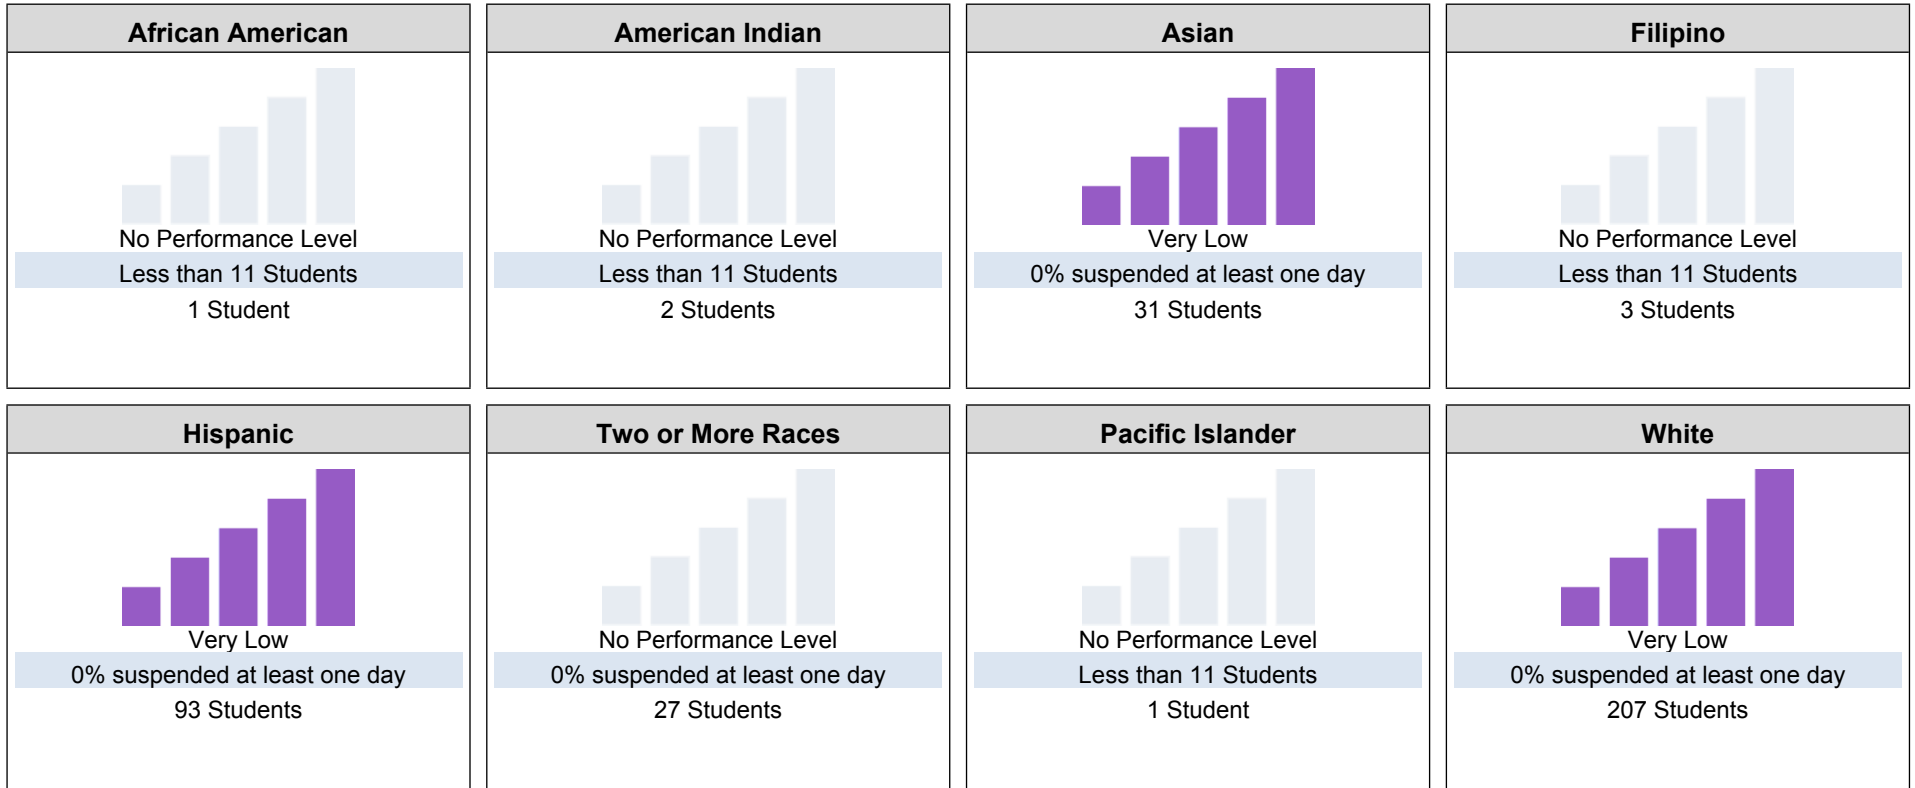 African American
No Performance Level
Less than 11 Students
1 Student
American Indian
No Performance Level
Less than 11 Students
2 Students
Asian
Very Low
0% suspended at least one day
31 Students
Filipino
No Performance Level
Less than 11 Students
3 Students
Hispanic
Very Low
0% suspended at least one day
93 Students
Two or More Races
No Performance Level
0% suspended at least one day
27 Students
Pacific Islander
No Performance Level
Less than 11 Students
1 Student
White
Very Low
0% suspended at least one day
207 Students